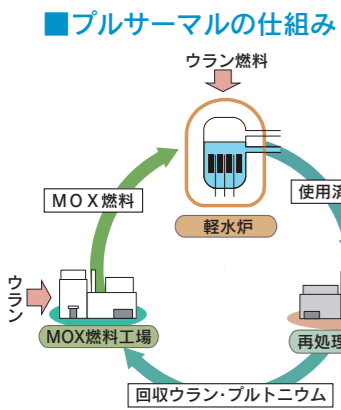 ■プルサーマルの仕組み
ウラン燃料
MOX燃料
使用済
軽水炉
ウラン
MOX燃料工場
再処理
回収ウラン・プルトニウム